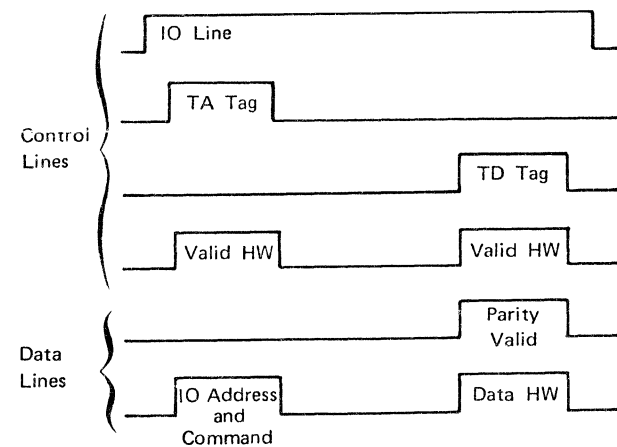 IO Line
TA Tag
Control
Lines
TD Tag
Valid HW
Valid HW
Parity
Valid
Data
Lines
IO Address
and
Command
Data HW